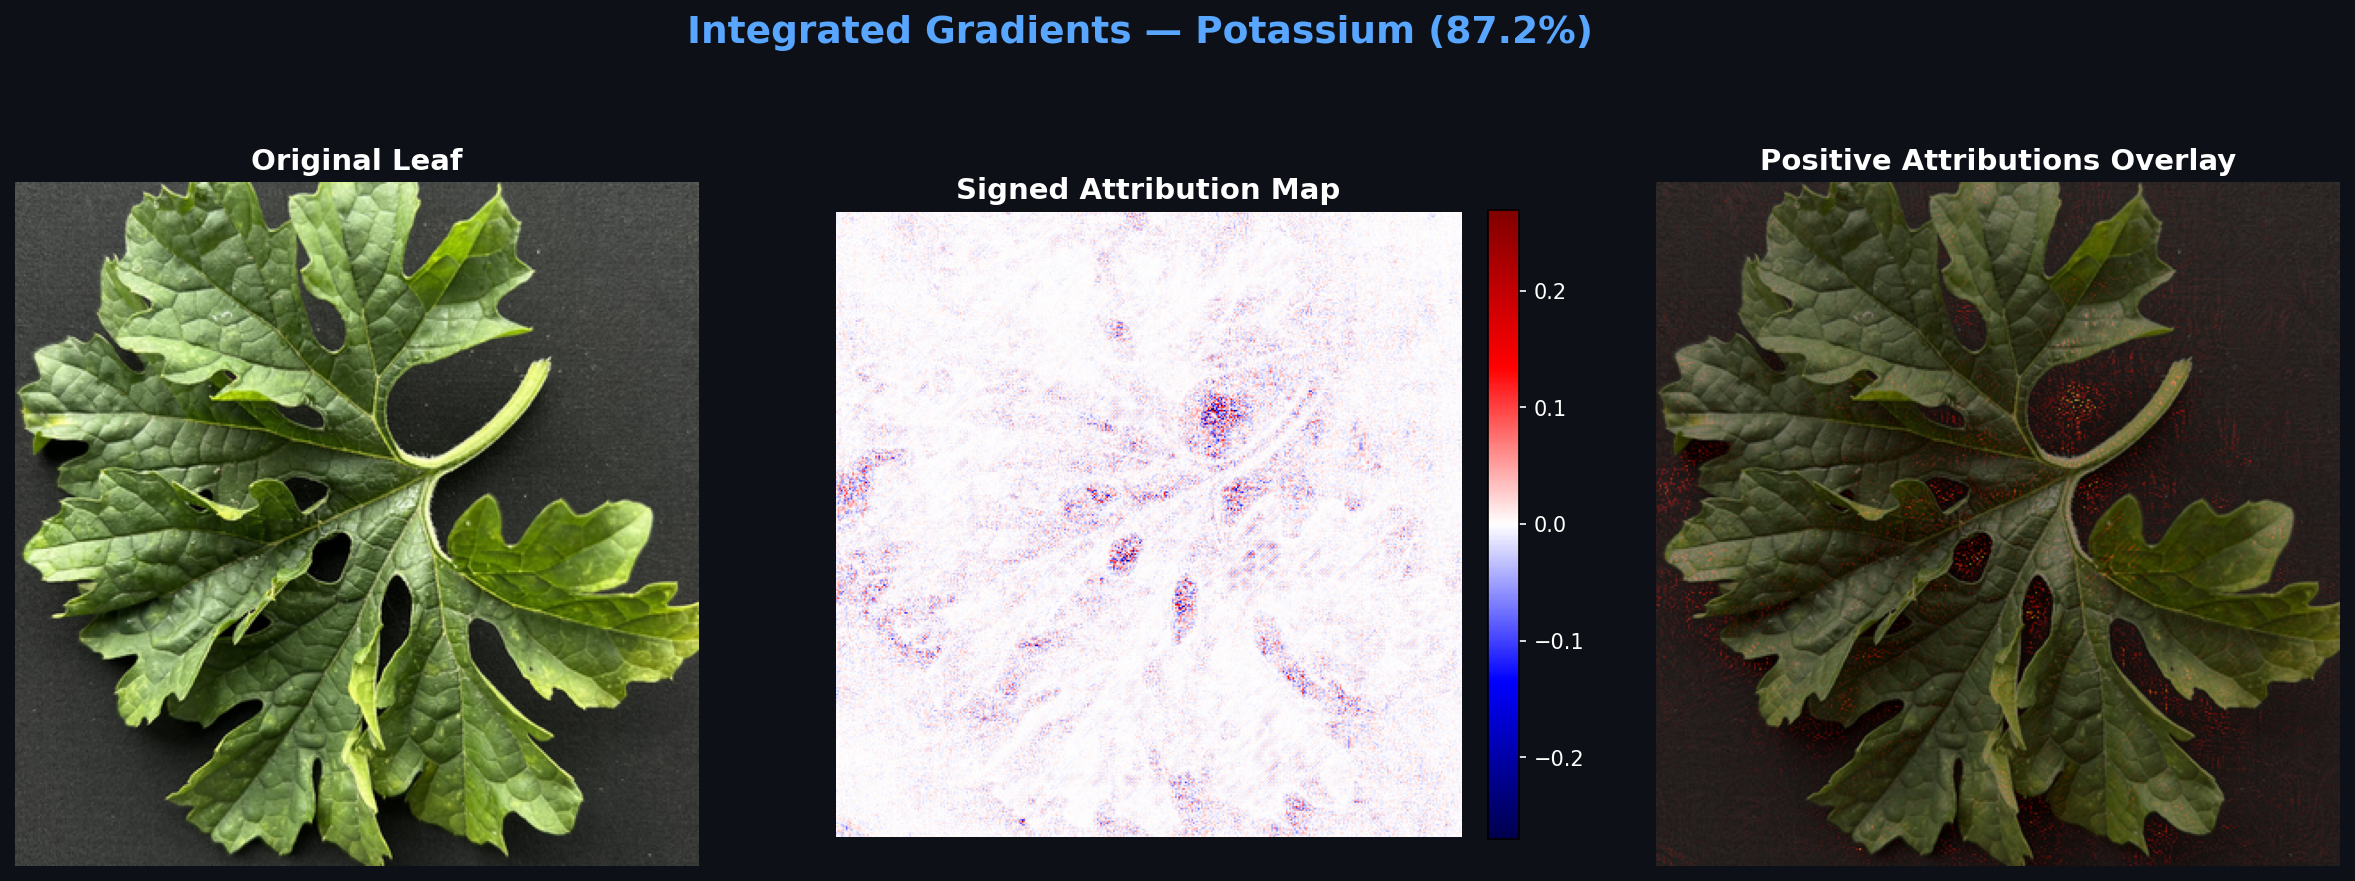 Integrated Gradients — Potassium (87.2%)
Original Leaf
Signed Attribution Map
Positive Attributions Overlay
0.2
0.1
0.0
−0.1
−0.2